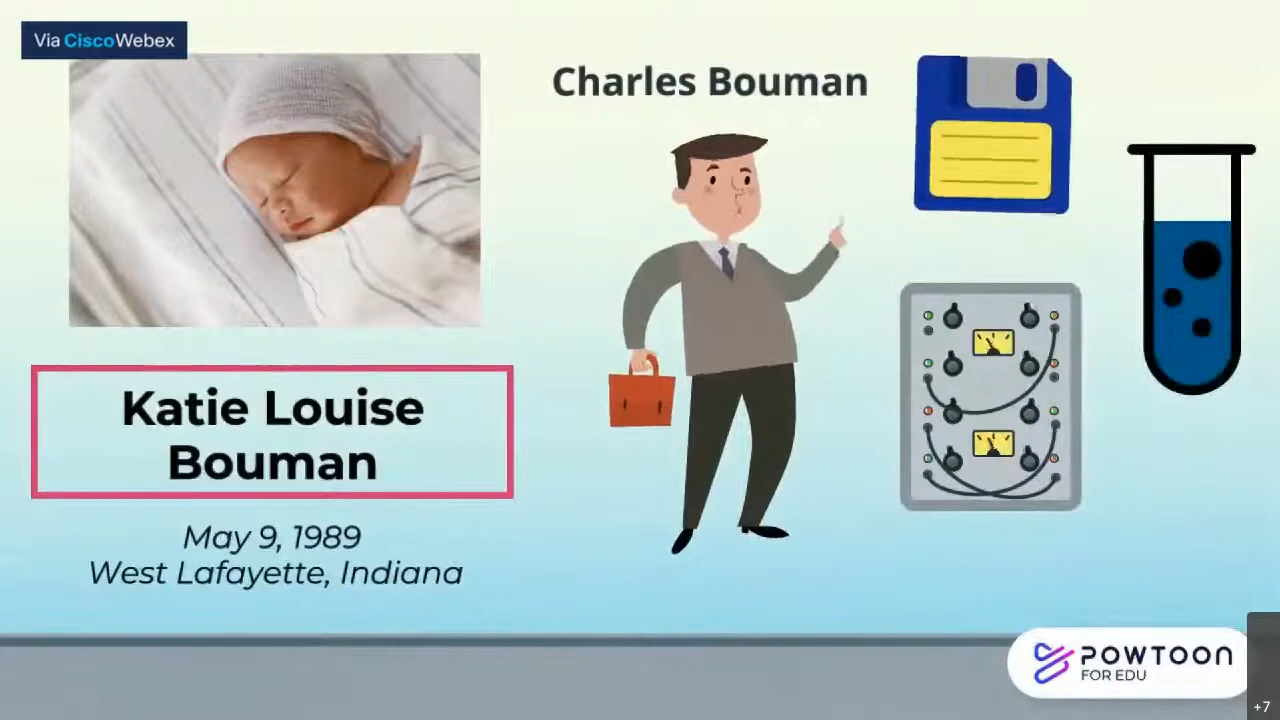 Via CiscoWebex
Charles Bouman
Katie Louise
Bouman
May 9, 1989
West Lafayette, Indiana
POWTOON
FOR EDU
+7